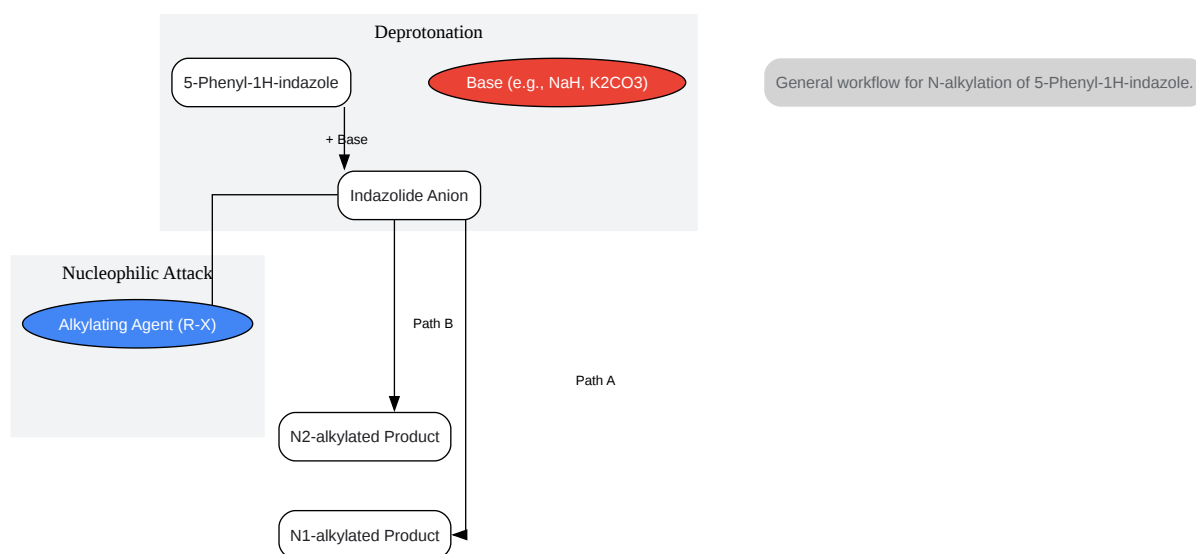 Deprotonation
5-Phenyl-1H-indazole
Base (e.g., NaH, K2CO3)
General workflow for N-alkylation of 5-Phenyl-1H-indazole.
+ Base
Indazolide Anion
Nucleophilic Attack
Alkylating Agent (R-X)
Path B
Path A
N2-alkylated Product
N1-alkylated Product